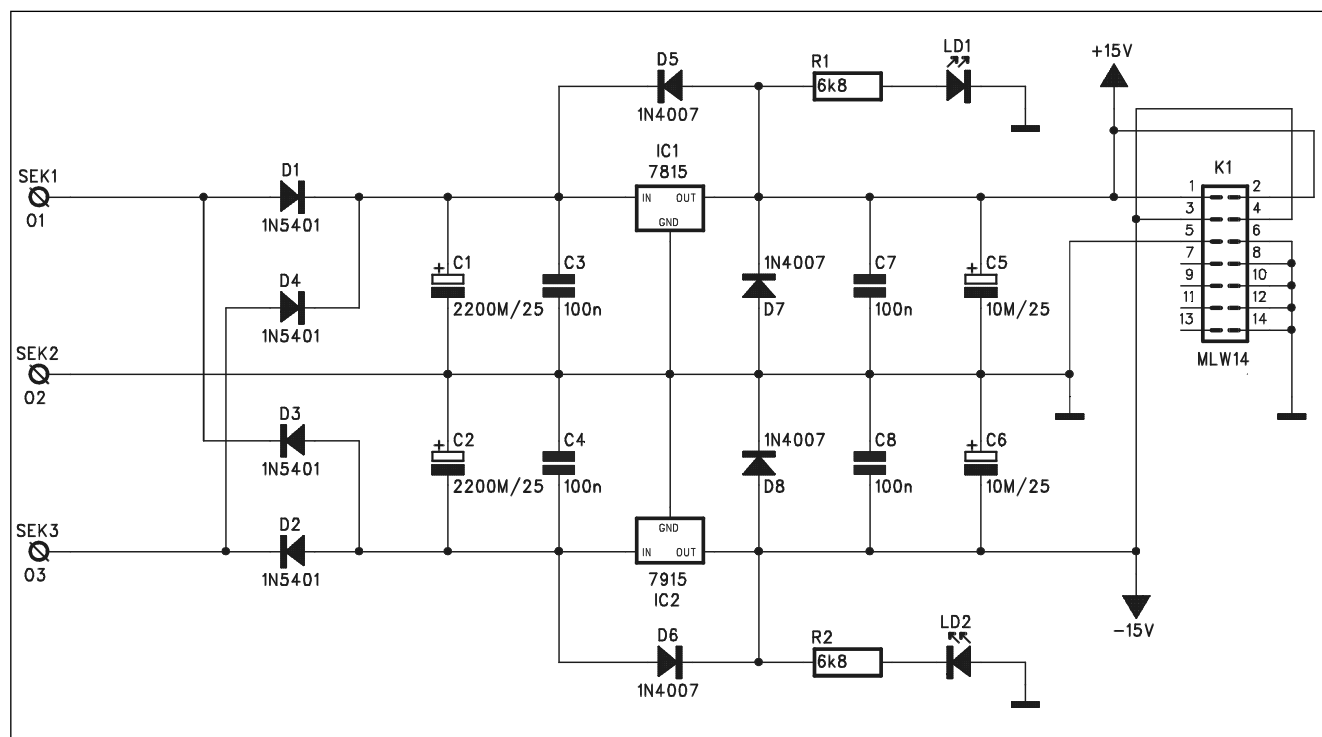 D5
1N4007
R1
6k8
LD1
+15V
SEK1
O1
D1
1N5401
IC1
7815
IN
OUT
GND
K1
1
2
3
4
5
6
7
8
9
10
11
12
13
14
MLW14
D4
1N5401
+
C1
2200M/25
C3
100n
1N4007
D7
C7
100n
+
C5
10M/25
SEK2
O2
D3
1N5401
+
C2
2200M/25
C4
100n
1N4007
D8
C8
100n
+
C6
10M/25
SEK3
O3
D2
1N5401
GND
IN
OUT
7915
IC2
-15V
D6
1N4007
R2
6k8
LD2